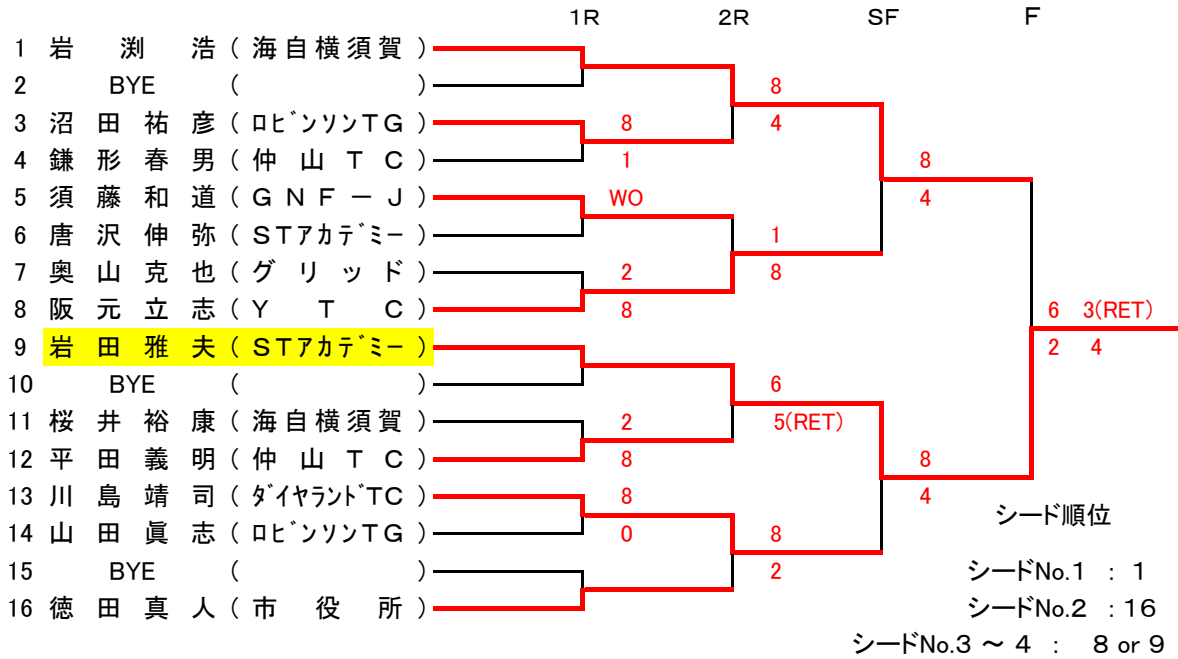 1R 2R SF F
1 岩渕浩(海自横須賀)
2 BYE ( )
8
3 沼田祐彦(ロビンソンTG) 8 4
4 鎌形春男(仲山TC) 1 8
5 須藤和道(GNF-J) WO 4
6 唐沢伸弥(STアカデミー) 1
7 奥山克也(グリッド) 2 8
8 阪元立志(YTC) 8 6 3(RET)
9 岩田雅夫(STアカデミー) 2 4
10 BYE ( ) 6
11 桜井裕康(海自横須賀) 2 5(RET)
12 平田義明(仲山TC) 8 8
13 川島靖司(ダイヤランドTC) 8 4
シード順位
14 山田眞志(ロビンソンTG) 0 8
15 BYE ( ) 2 シードNo.1 : 1
16 徳田真人(市役所) シードNo.2 : 16
シードNo.3 ~ 4 : 8 or 9